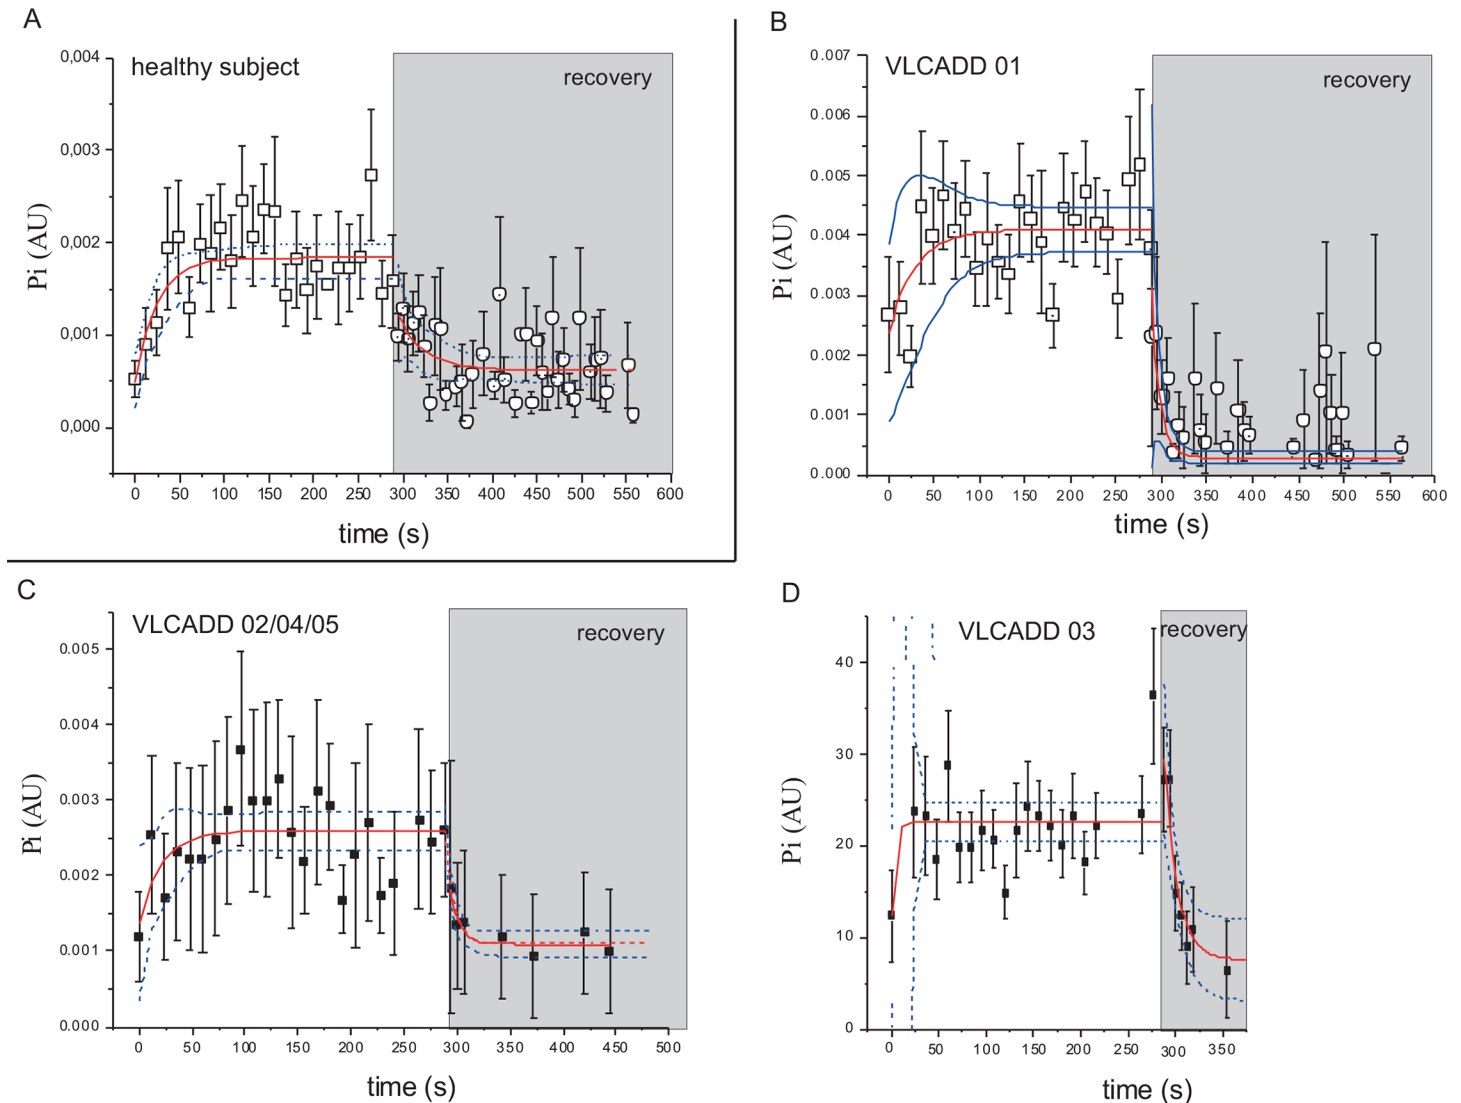 A
0,004
healthy subject
recovery
0,003
Pi (AU)
0,002
0,001
0,000
0 50 100 150 200 250 300 350 400 450 500 550 600
time (s)
B
0.007
VLCADD 01
recovery
0.006
0.005
Pi (AU)
0.004
0.003
0.002
0.001
0.000
0 50 100 150 200 250 300 350 400 450 500 550 600
time (s)
C
VLCADD 02/04/05
recovery
0.005
0.004
Pi (AU)
0.003
0.002
0.001
0.000
0 50 100 150 200 250 300 350 400 450 500
time (s)
D
VLCADD 03
recovery
40
30
Pi (AU)
20
10
0
0 50 100 150 200 250 300 350
time (s)